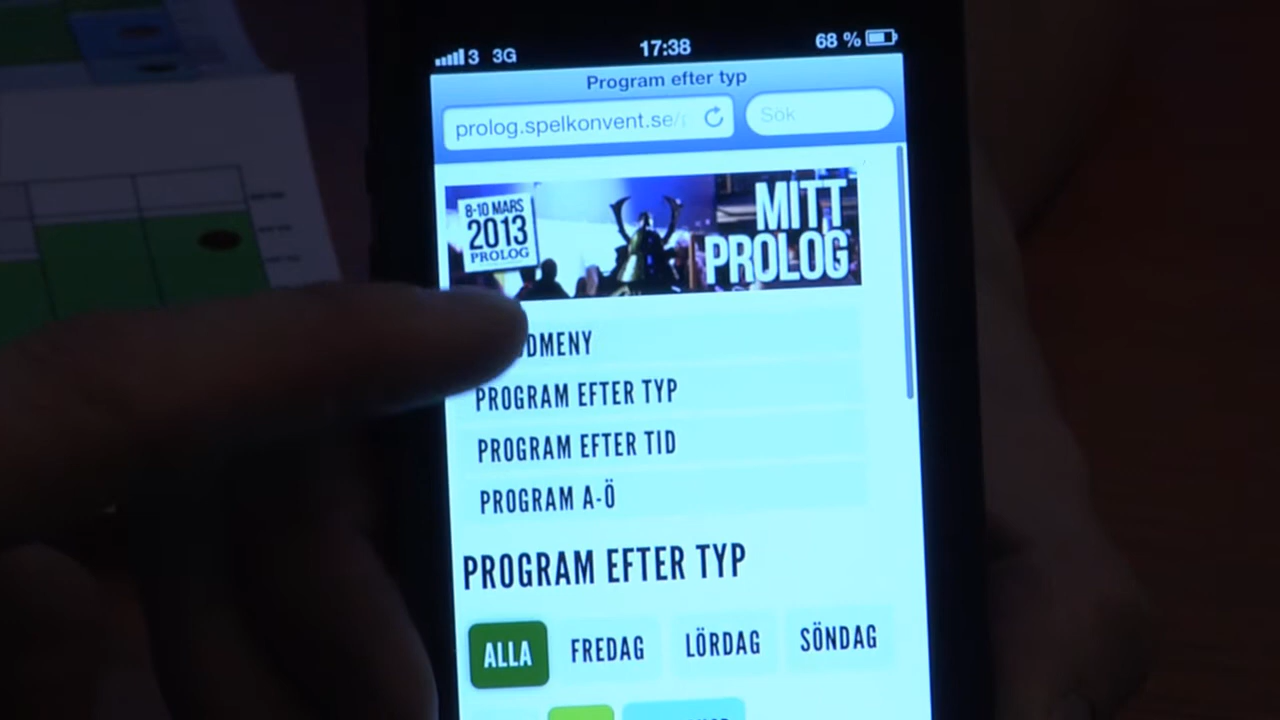 3 3G 17:38 68 %
Program efter typ
prolog.spelkonvent.se/ Sök
8-10 MARS
2013
PROLOG
MITT
PROLOG
PROGRAM EFTER TYP
PROGRAM EFTER TID
PROGRAM A-Ö
PROGRAM EFTER TYP
ALLA FREDAG LÖRDAG SÖNDAG